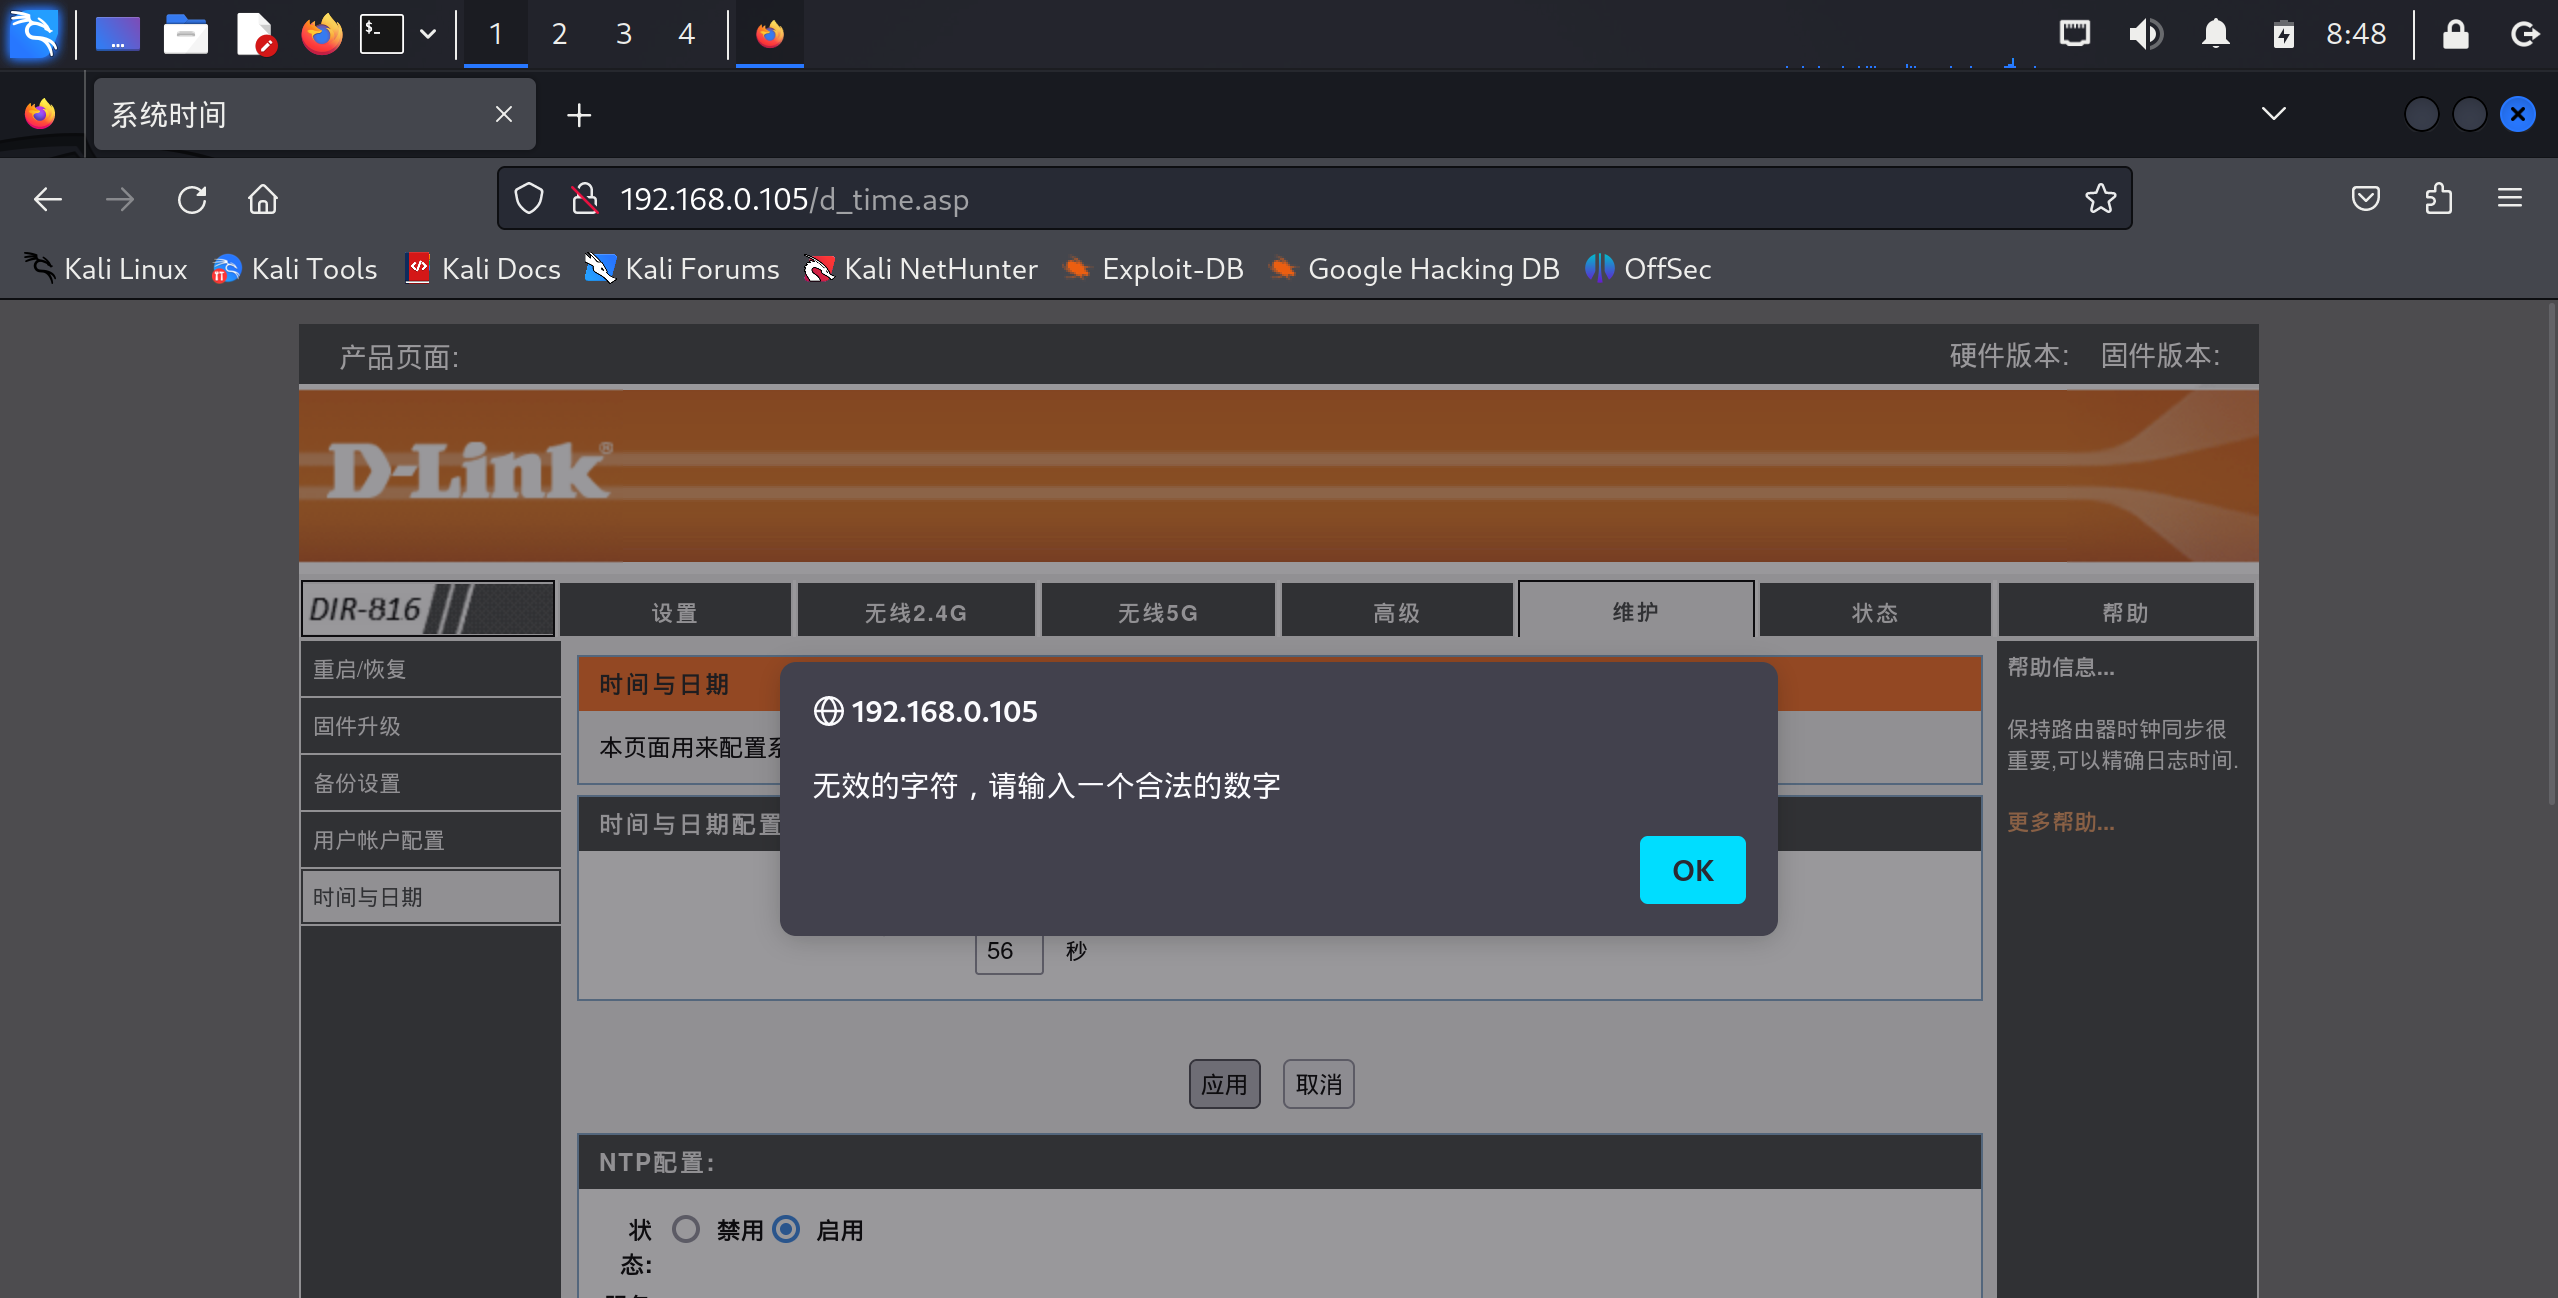 1 2 3 4 8:48
系统时间
192.168.0.105/d_time.asp
Kali Linux Kali Tools Kali Docs Kali Forums Kali NetHunter Exploit-DB Google Hacking DB OffSec
产品页面: 硬件版本: 固件版本:
D-Link®
DIR-816 设置 无线2.4G 无线5G 高级 维护 状态 帮助
重启/恢复
固件升级
备份设置
用户帐户配置
时间与日期
时间与日期
本页面用来配置系
时间与日期配置
192.168.0.105
无效的字符，请输入一个合法的数字
OK
56 秒
应用 取消
NTP配置:
状 禁用 启用
态:
帮助信息...
保持路由器时钟同步很
重要,可以精确日志时间.
更多帮助...